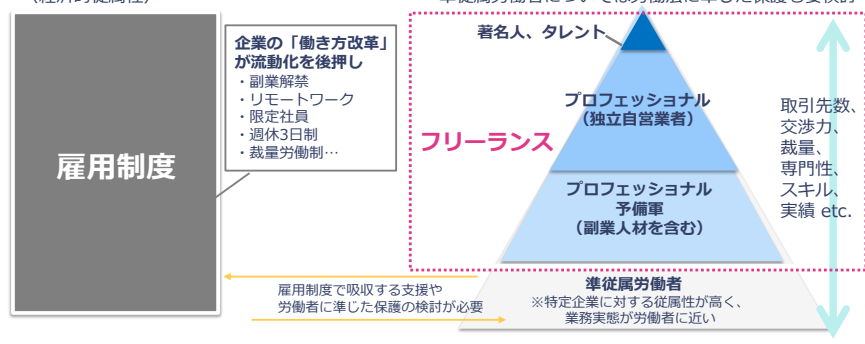 企業の「働き方改革」
が流動化を後押し
・副業解禁
・リモートワーク
・限定社員
・週休3日制
・裁量労働制…
雇用制度
著名人、タレント
プロフェッショナル
（独立自営業者）
フリーランス
プロフェッショナル
予備軍
（副業人材を含む）
取引先数、
交渉力、
裁量、
専門性、
スキル、
実績 etc.
雇用制度で吸収する支援や
労働者に準じた保護の検討が必要
準従属労働者
※特定企業に対する従属性が高く、
業務実態が労働者に近い